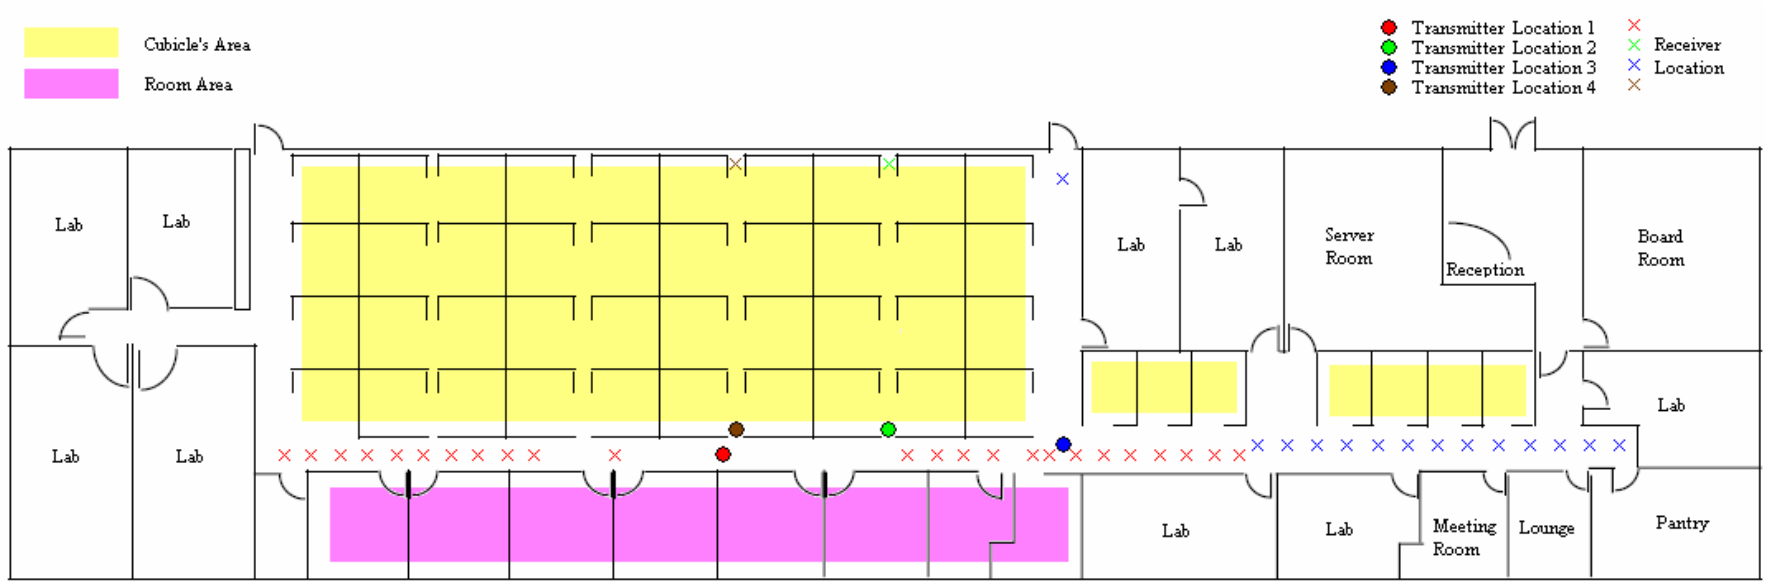 Cubicle's Area
Room Area
Transmitter Location 1
Transmitter Location 2
Transmitter Location 3
Transmitter Location 4
Receiver
Location
Lab
Lab
Lab
Lab
Server
Room
Reception
Board
Room
Lab
Lab
Lab
Lab
Lab
Meeting
Room
Lounge
Pantry